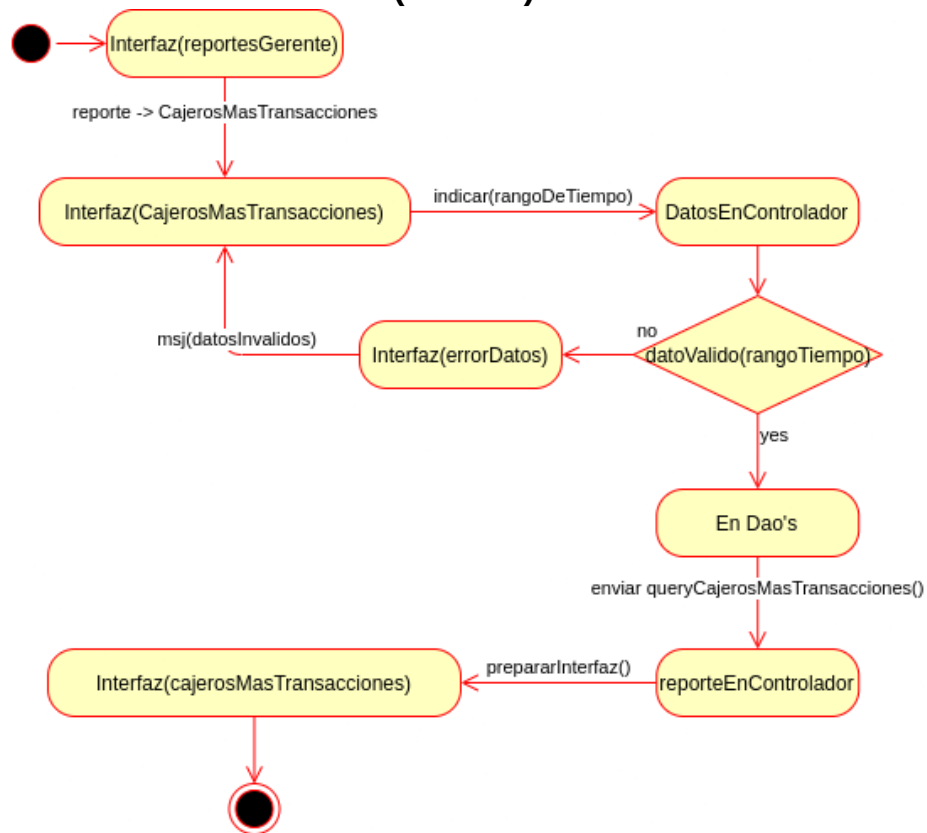 Interfaz(reportesGerente)
reporte -> CajerosMasTransacciones
Interfaz(CajerosMasTransacciones)
indicar(rangoDeTiempo)
DatosEnControlador
msj(datosInvalidos)
Interfaz(errorDatos)
no
datoValido(rangoTiempo)
yes
En Dao's
enviar queryCajerosMasTransacciones()
Interfaz(cajerosMasTransacciones)
prepararInterfaz()
reporteEnControlador